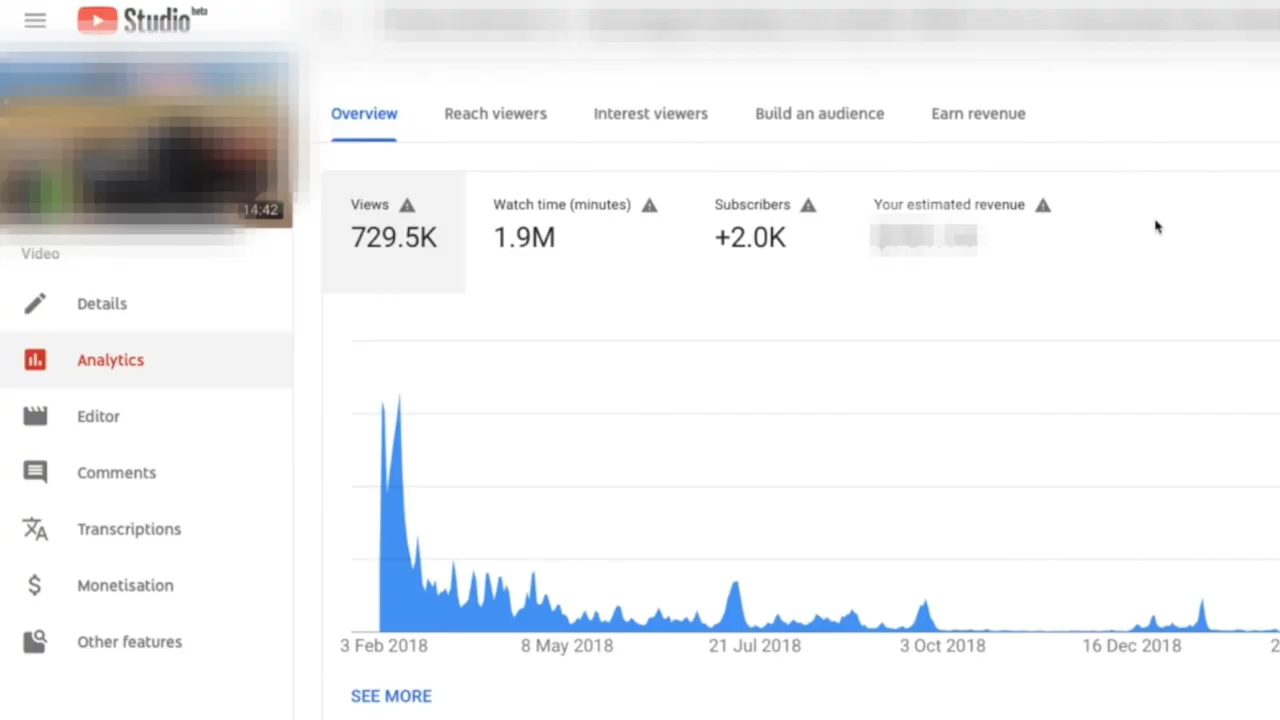 Studio beta
14:42
Video
Details
Analytics
Editor
Comments
Transcriptions
Monetisation
Other features
Overview Reach viewers Interest viewers Build an audience Earn revenue
Views Watch time (minutes) Subscribers Your estimated revenue
729.5K 1.9M +2.0K
3 Feb 2018 8 May 2018 21 Jul 2018 3 Oct 2018 16 Dec 2018 2
SEE MORE